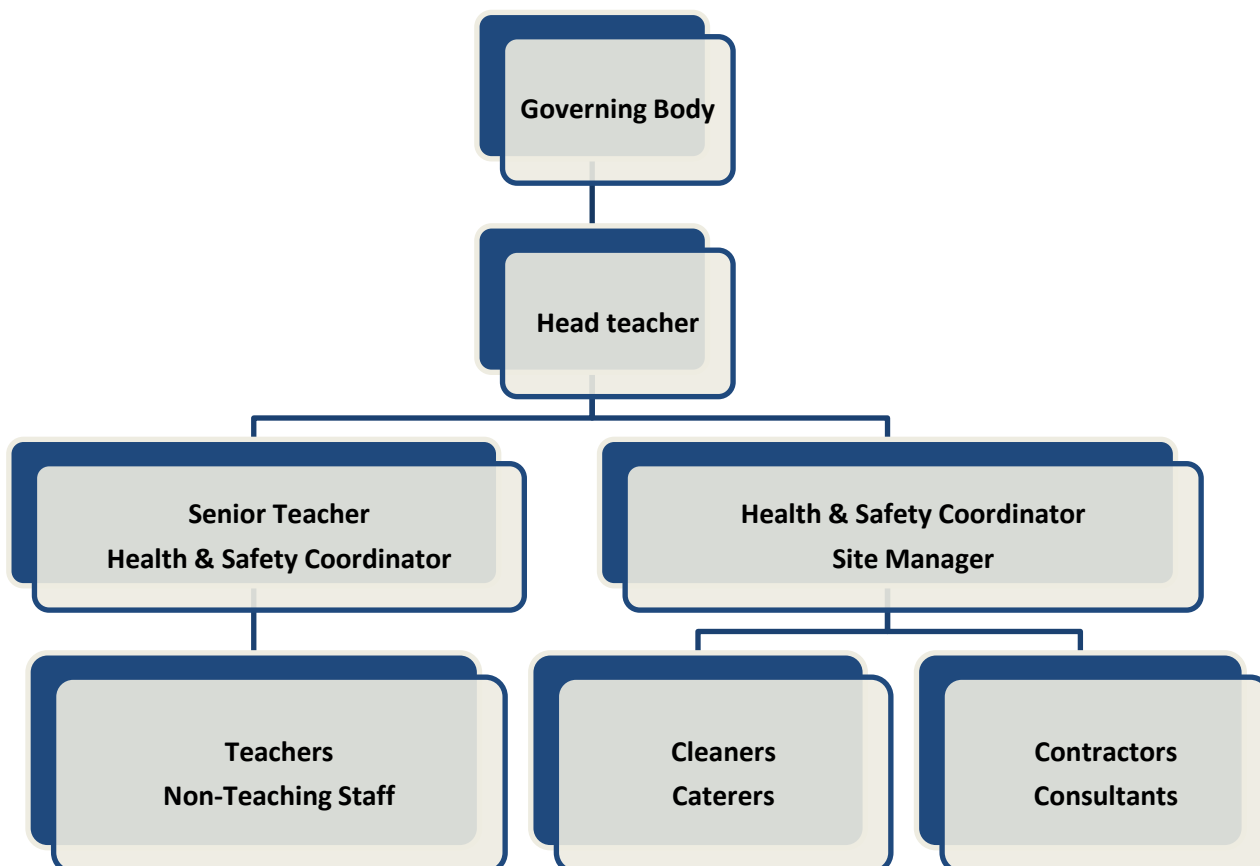 Governing Body
Head teacher
Senior Teacher
Health & Safety Coordinator
Health & Safety Coordinator
Site Manager
Teachers
Non-Teaching Staff
Cleaners
Caterers
Contractors
Consultants